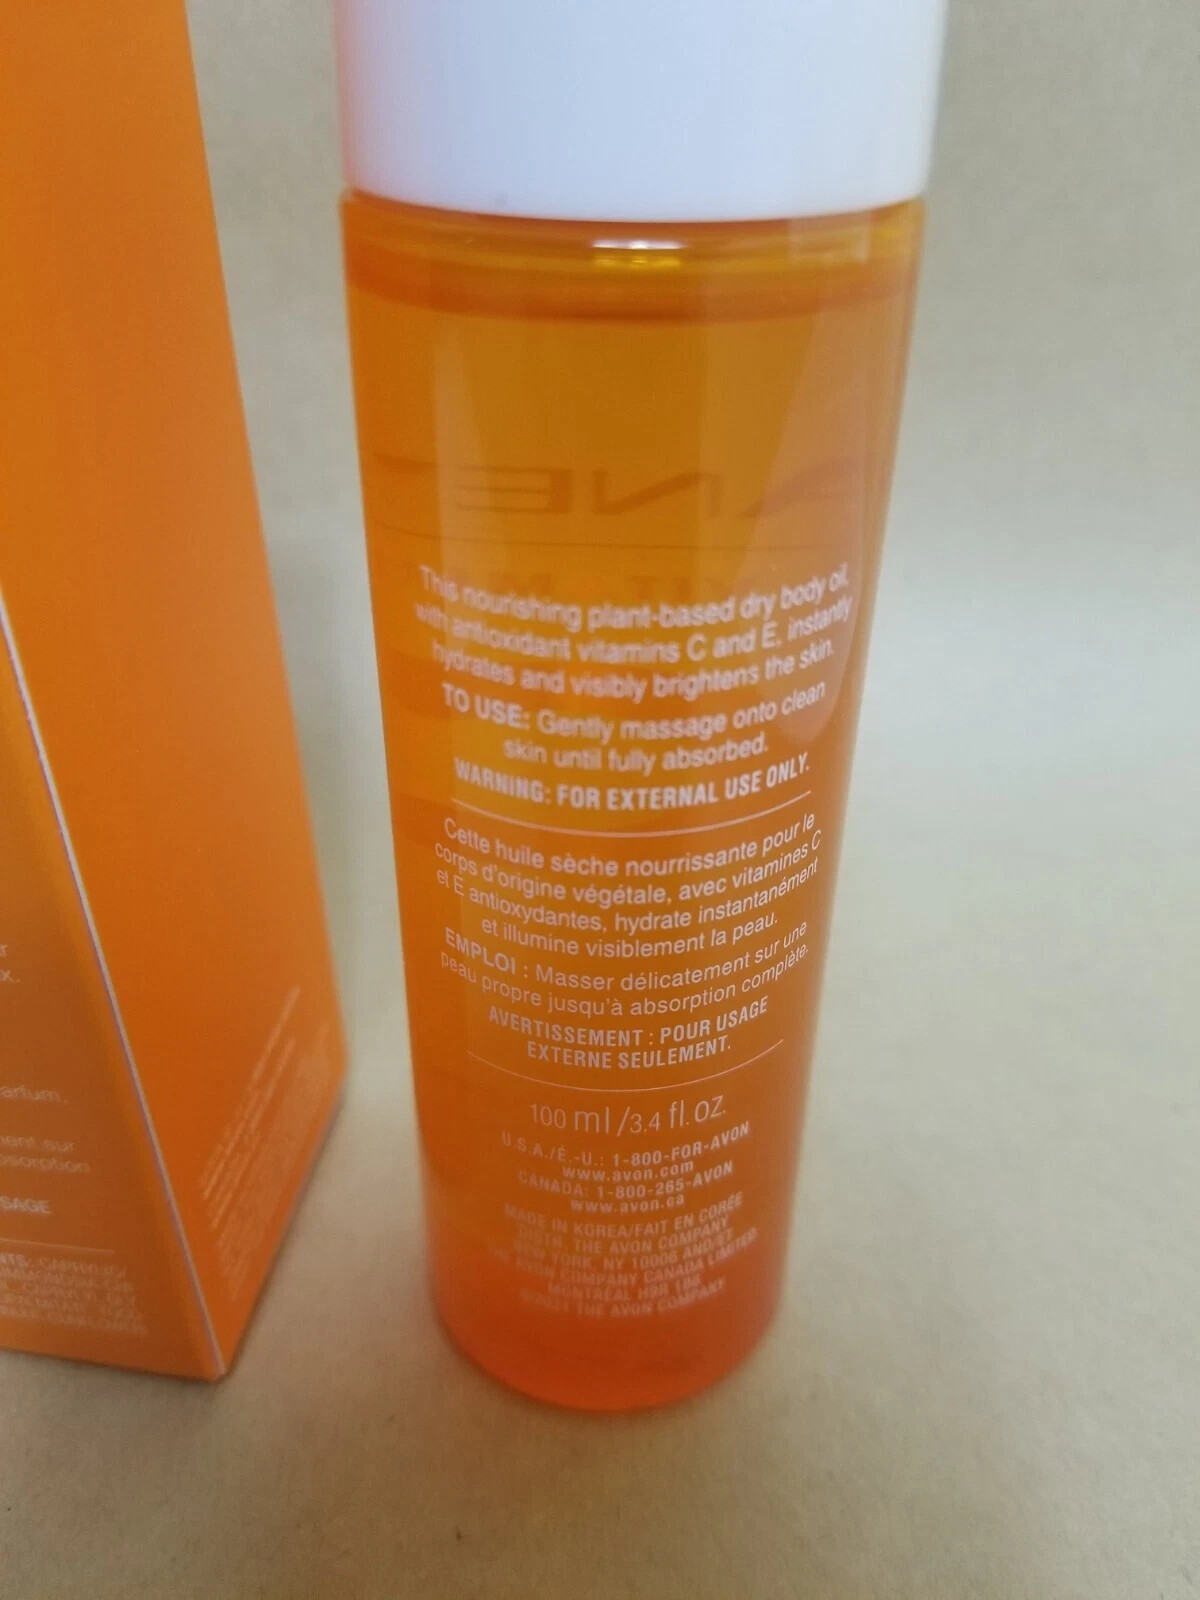 This nourishing plant-based dry body oil,
with antioxidant vitamins C and E, instantly
hydrates and visibly brightens the skin.
TO USE: Gently massage onto clean
skin until fully absorbed.
WARNING: FOR EXTERNAL USE ONLY.
Cette huile sèche nourrissante pour le
corps d'origine végétale, avec vitamines C
et E antioxydantes, hydrate instantanément
et illumine visiblement la peau.
EMPLOI : Masser délicatement sur une
peau propre jusqu'à absorption complète.
AVERTISSEMENT : POUR USAGE
EXTERNE SEULEMENT.
100 ml/3.4 fl.oz.
U.S.A./É.-U.: 1-800-FOR-AVON
www.avon.com
CANADA: 1-800-265-AVON
www.avon.ca
MADE IN KOREA/FAIT EN CORÉE
DISTR. THE AVON COMPANY
NEW YORK, NY 10006 AND/ET
THE AVON COMPANY CANADA LIMITED
MONTRÉAL H9R 1B6
©2021 THE AVON COMPANY